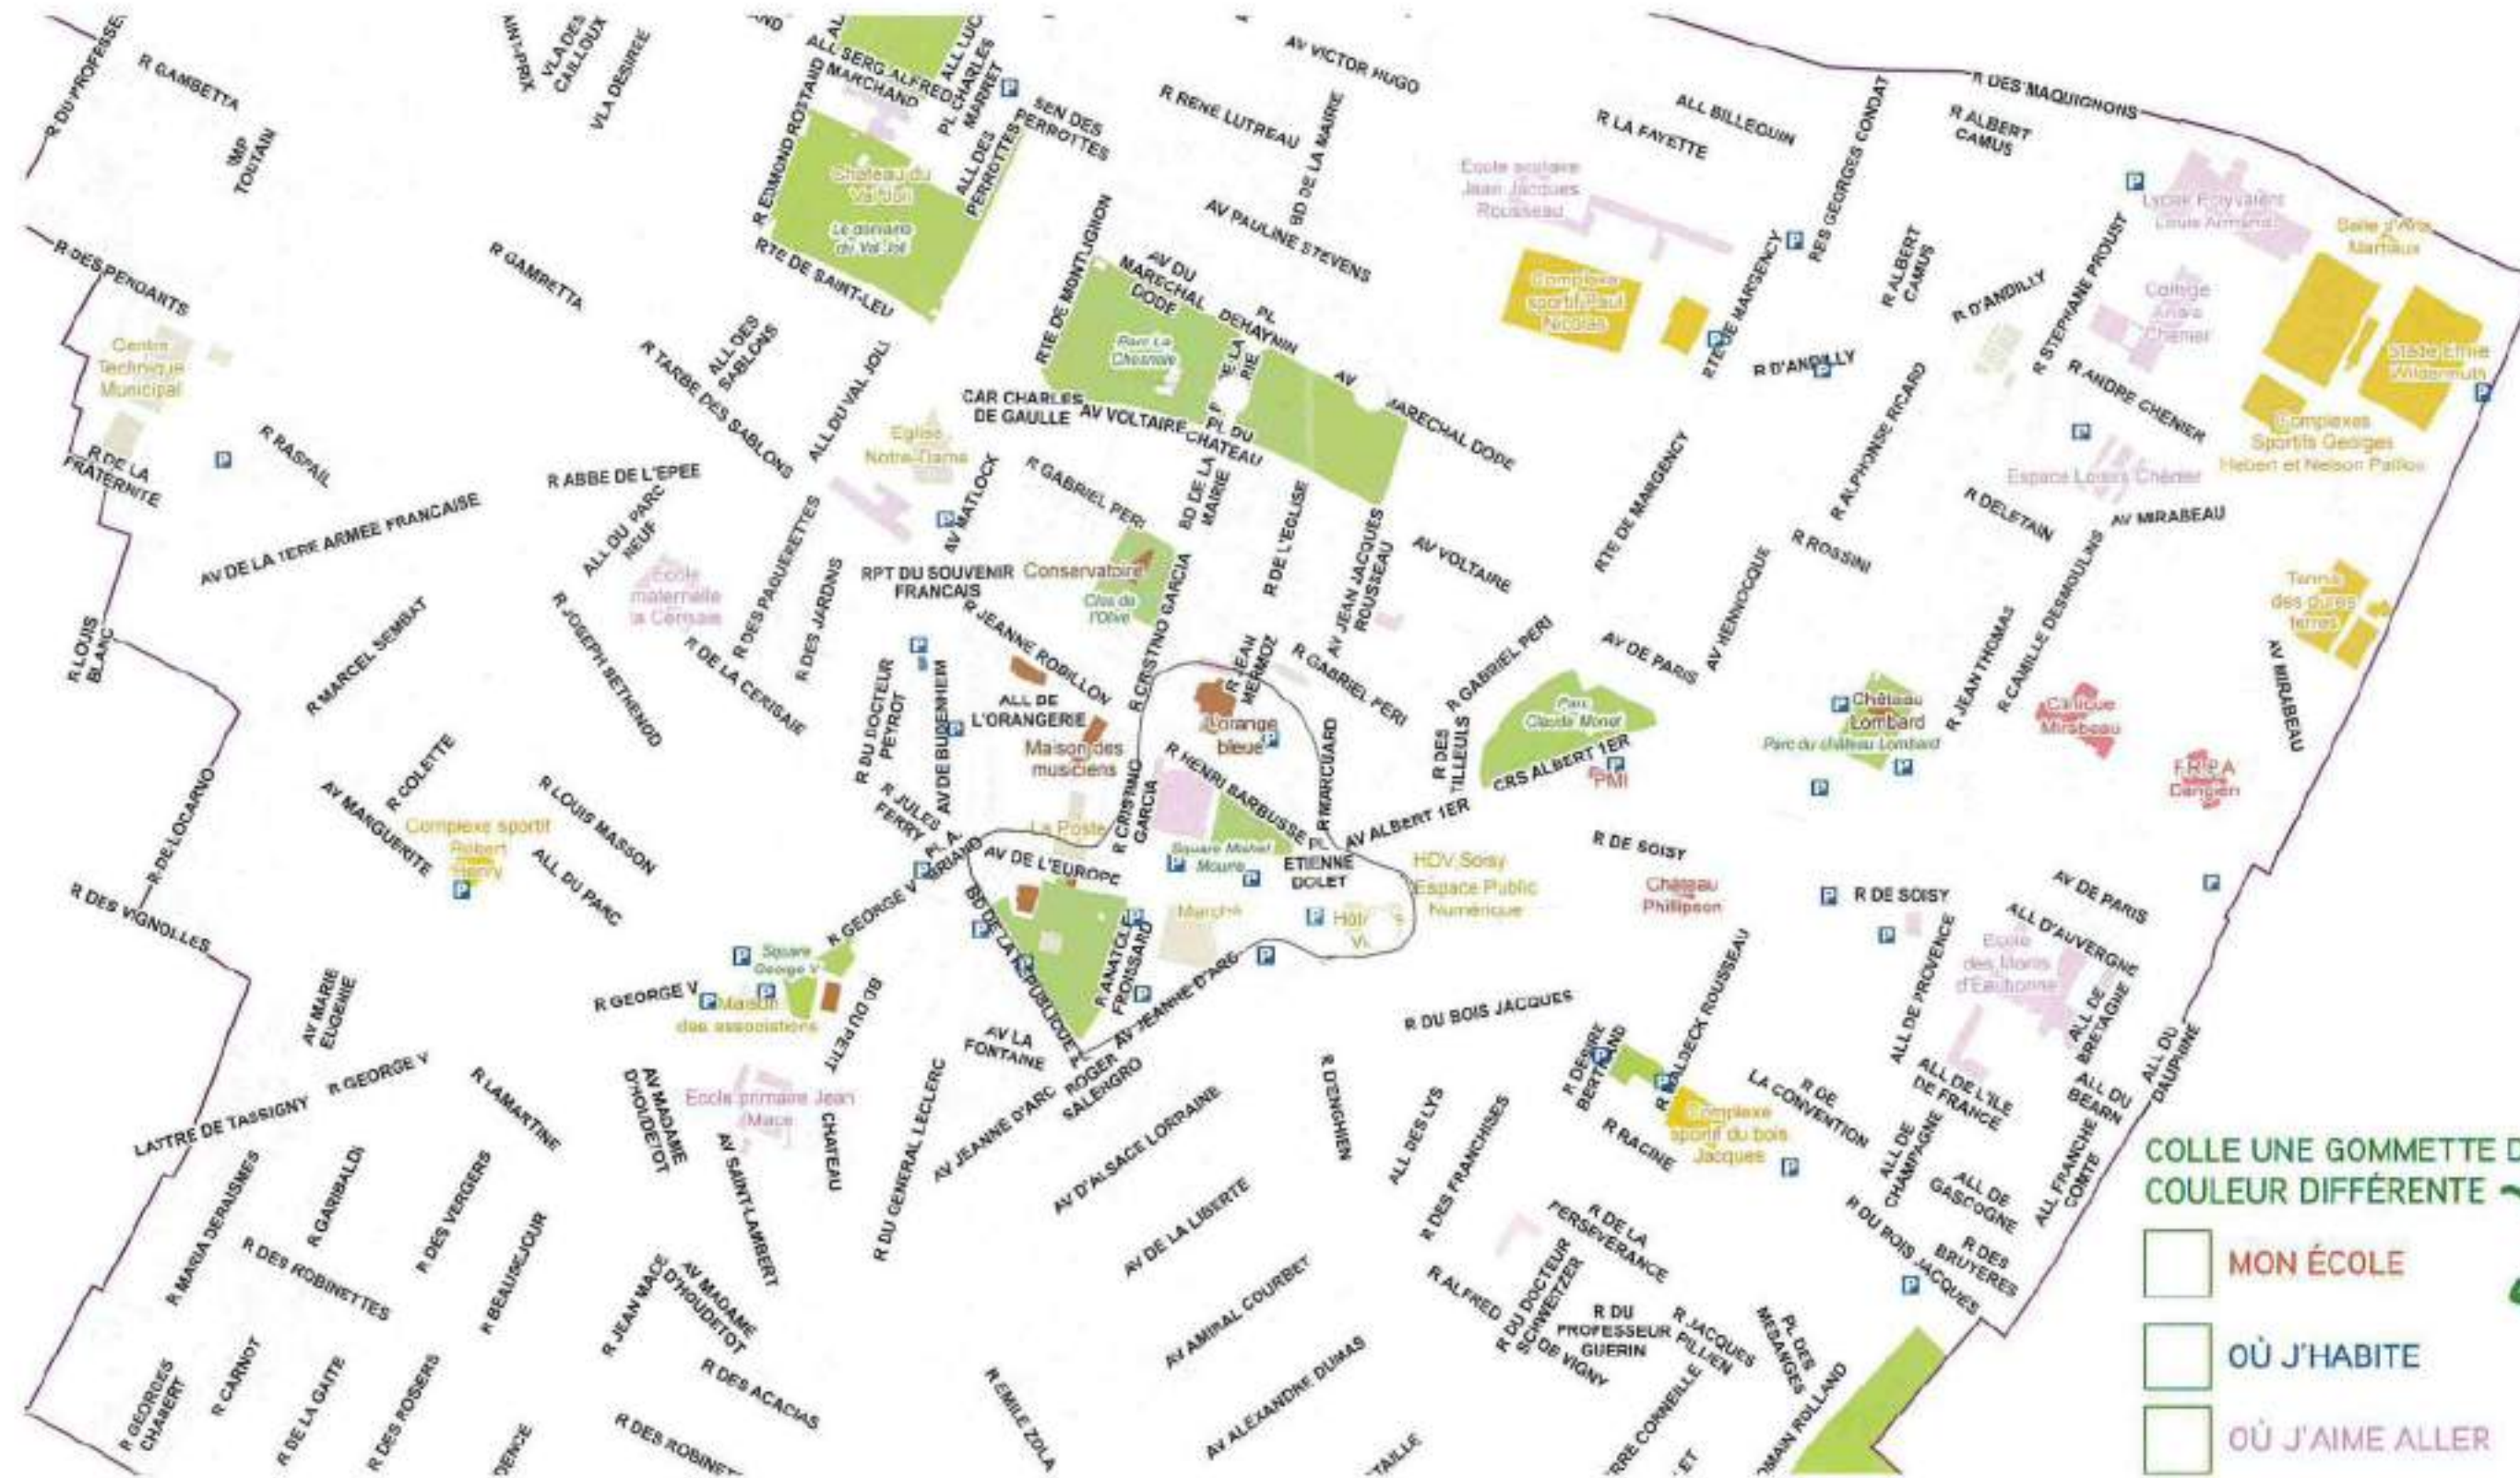 R GAMBETTA
IMP
TOUTAIN
VLA DES
CAILLOUX
VLA DESIREE
ALL SERG ALFRED
MARCHAND
PL CHARLES
MARRET
SEN DES
PERROTTES
ALL DES
PERROTTES
R EDMOND ROSTAND
Château du
Val Joli
Le domaine
du Val Joli
RTE DE SAINT-LEU
RTE DE MONTLIGNON
AV VICTOR HUGO
R RENE LUTREAU
BD DE LA MAIRIE
AV PAULINE STEVENS
AV DU
MARECHAL
DODE
PL
DEHAYNIN
Parc La
Chesnaie
MARECHAL DODE
R LA FAYETTE
ALL BILLEGUIN
RES GEORGES CONDAT
R DES MAQUIGNONS
R ALBERT
CAMUS
Ecole scolaire
Jean Jacques
Rousseau
Complexe
sportif Paul
Nicolas
RTE DE MARGENCY
R ALBERT
CAMUS
R D'ANDILLY
R D'ANDILLY
R STEPHANE PROUST
Lycée Polyvalent
Louis Armand
Salle d'Arts
Martiaux
Collège
André
Chénier
R ANDRE CHENIER
Complexes
Sportifs Georges
Hebert et Nelson Paillou
Espace Loisirs Chénier
R DES PENDANTS
Centre
Technique
Municipal
R DE LA
FRATERNITE
R RASPAIL
R GAMBETTA
R TARBE DES SABLONS
ALL DES
SABLONS
ALL DU VAL JOLI
CAR CHARLES
DE GAULLE
AV VOLTAIRE
PL DU
CHATEAU
Eglise
Notre-Dame
AV MATLOCK
R GABRIEL PERI
BD DE LA
MAIRIE
R DE L'EGLISE
AV JEAN JACQUES
ROUSSEAU
AV VOLTAIRE
RTE DE MARGENCY
R ALPHONSE RICARD
R ROSSINI
R DELETAIN
AV MIRABEAU
AV DE LA 1ERE ARMEE FRANCAISE
R ABBE DE L'EPEE
ALL DU PARC
NEUF
Ecole
maternelle
la Cerisaie
R DES PAQUERETTES
R DES JARDINS
RPT DU SOUVENIR
FRANCAIS
Conservatoire
Clos de
l'Olive
R CRISTINO GARCIA
R JEANNE ROBILLON
R JEAN
MERMOZ
R GABRIEL PERI
R GABRIEL PERI
AV DE PARIS
AV HENNOCQUE
R JEAN THOMAS
R CAMILLE DESMOULINS
Tennis
des dures
terres
AV MIRABEAU
R LOUIS
BLANC
R MARCEL SEMBAT
R JOSEPH BETHENOD
R DE LA CERISAIE
R DU DOCTEUR
PEYROT
AV DE BUDENHEIM
ALL DE
L'ORANGERIE
Maison des
musiciens
L'orange
bleue
R DES
TILLEULS
Parc
Claude Monet
CRS ALBERT 1ER
PMI
Château
Lombard
Parc du château Lombard
Clinique
Mirabeau
R DE LOCARNO
R COLETTE
AV MARGUERITE
Complexe sportif
Robert
Henry
R LOUIS MASSON
ALL DU PARC
R JULES
FERRY
PL A.
BRIAND
La Poste
AV DE L'EUROPE
R CRISTINO
GARCIA
R HENRI BARBUSSE
R MARCUARD
PL
ETIENNE
DOLET
AV ALBERT 1ER
HDV Soisy
Espace Public
Numérique
R DE SOISY
Château
Philipson
R DE SOISY
AV DE PARIS
R DES VIGNOLLES
R GEORGE V
Square
George V
Marché
R ANATOLE
FROISSARD
AV JEANNE D'ARC
R GEORGE V
Maison
des associations
BD DU PETIT
CHATEAU
AV MARIE
EUGENIE
AV LA
FONTAINE
R DU BOIS JACQUES
R WALDECK ROUSSEAU
ALL DE PROVENCE
ALL D'AUVERGNE
Ecole
des Monts
d'Eaubonne
ALL DE
BRETAGNE
ALL DU
DAUPHINE
LATTRE DE TASSIGNY
R GEORGE V
R LAMARTINE
AV MADAME
D'HOUDETOT
Ecole primaire Jean
Mace
AV SAINT-LAMBERT
R DU GENERAL LECLERC
AV JEANNE D'ARC
ROGER
SALENGRO
AV D'ALSACE LORRAINE
R D'ENGHIEN
ALL DES LYS
R DES FRANCHISES
R DESIRE
BERTRAND
Complexe
sportif du bois
Jacques
R RACINE
R DE
LA CONVENTION
ALL DE L'ILE
DE FRANCE
ALL DU
BEARN
ALL DE
CHAMPAGNE
ALL DE
GASCOGNE
ALL FRANCHE
COMTE
R MARIA DERAISMES
R GARIBALDI
R DES VERGERS
R DES ROBINETTES
R BEAUSEJOUR
R JEAN MACE
AV MADAME
D'HOUDETOT
AV DE LA LIBERTE
AV AMIRAL COURBET
R DE LA
PERSEVERANCE
R DU DOCTEUR
SCHWEITZER
R ALFRED
DE VIGNY
R DU
PROFESSEUR
GUERIN
R JACQUES
PILLIEN
PL DES
MESANGES
R DU BOIS JACQUES
R DES
BRUYERES
R GEORGES
CHABERT
R CARNOT
R DE LA GAITE
R DES ROSIERS
R DES ACACIAS
R EMILE ZOLA
AV ALEXANDRE DUMAS
COLLE UNE GOMMETTE D
COULEUR DIFFÉRENTE
MON ÉCOLE
OÙ J'HABITE
OÙ J'AIME ALLER